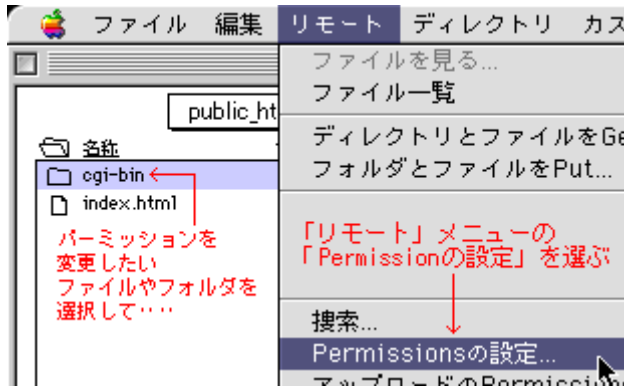 ファイル 編集 リモート ディレクトリ カス
public_ht
名称
cgi-bin
index.html
パーミッションを
変更したい
ファイルやフォルダを
選択して‥‥
ファイルを見る...
ファイル一覧
ディレクトリとファイルをGe
フォルダとファイルをPut...
「リモート」メニューの
「Permissionの設定」を選ぶ
捜索...
Permissionsの設定...
アップロードのPermissions